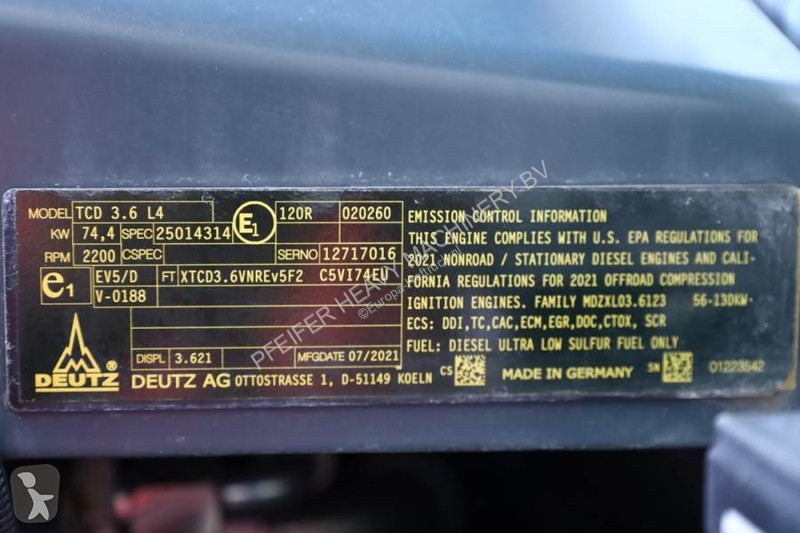 MODEL TCD 3.6 L4 E1 120R 020260
KW 74,4 SPEC 25014314
RPM 2200 CSPEC SERNO 12717016
e1 EV5/D FT XTCD3.6VNREv5F2 C5V174EU
V-0188
DISPL 3.621 MFGDATE 07/2021
DEUTZ ® DEUTZ AG OTTOSTRASSE 1, D-51149 KOELN
EMISSION CONTROL INFORMATION
THIS ENGINE COMPLIES WITH U.S. EPA REGULATIONS FOR
2021 NONROAD / STATIONARY DIESEL ENGINES AND CALI-
FORNIA REGULATIONS FOR 2021 OFFROAD COMPRESSION
IGNITION ENGINES. FAMILY MDZXL03.6123 56-130KW
ECS: DDI,TC,CAC,ECM,EGR,DOC,CTOX, SCR
FUEL: DIESEL ULTRA LOW SULFUR FUEL ONLY
CS MADE IN GERMANY SN 01223542
PFEIFER HEAVY MACHINERY BV